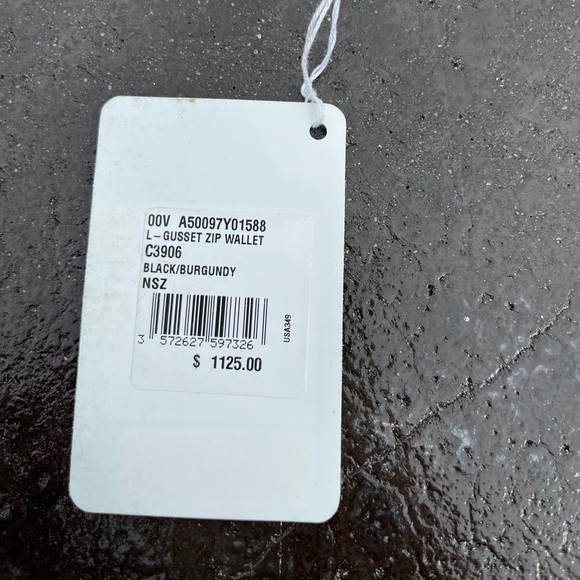 00V A50097Y01588
L-GUSSET ZIP WALLET
C3906
BLACK/BURGUNDY
NSZ
3 572627 597326
USA349
$ 1125.00